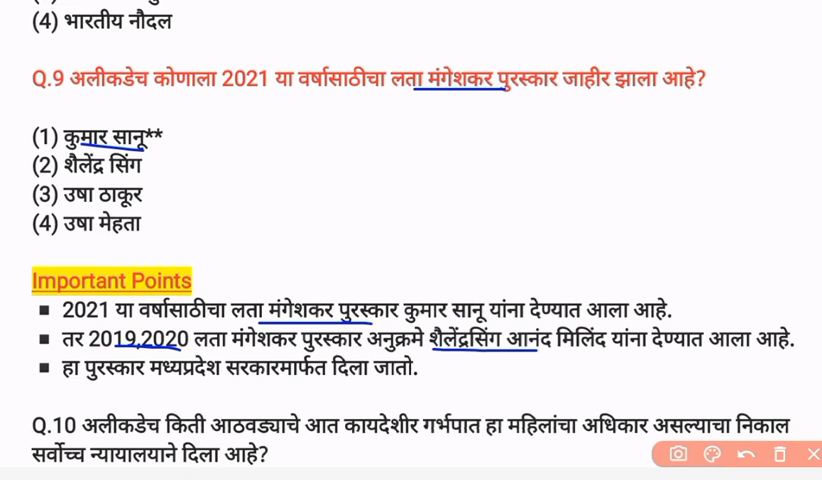 (4) भारतीय नौदल
Q.9 अलीकडेच कोणाला 2021 या वर्षासाठीचा लता मंगेशकर पुरस्कार जाहीर झाला आहे?
(1) कुमार सानू**
(2) शैलेंद्र सिंग
(3) उषा ठाकूर
(4) उषा मेहता
Important Points
▪ 2021 या वर्षासाठीचा लता मंगेशकर पुरस्कार कुमार सानू यांना देण्यात आला आहे.
▪ तर 2019,2020 लता मंगेशकर पुरस्कार अनुक्रमे शैलेंद्रसिंग आनंद मिलिंद यांना देण्यात आला आहे.
▪ हा पुरस्कार मध्यप्रदेश सरकारमार्फत दिला जातो.
Q.10 अलीकडेच किती आठवड्याचे आत कायदेशीर गर्भपात हा महिलांचा अधिकार असल्याचा निकाल
सर्वोच्च न्यायालयाने दिला आहे?